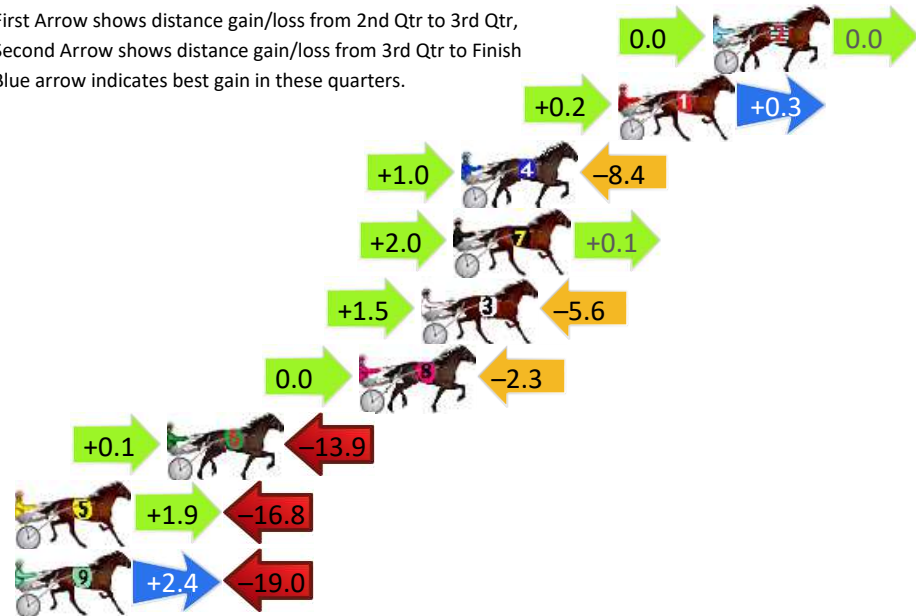 First Arrow shows distance gain/loss from 2nd Qtr to 3rd Qtr,
Second Arrow shows distance gain/loss from 3rd Qtr to Finish
Blue arrow indicates best gain in these quarters.
0.0 2 0.0
+0.2 1 +0.3
+1.0 4 –8.4
+2.0 7 +0.1
+1.5 3 –5.6
0.0 8 –2.3
+0.1 6 –13.9
5 +1.9 –16.8
9 +2.4 –19.0